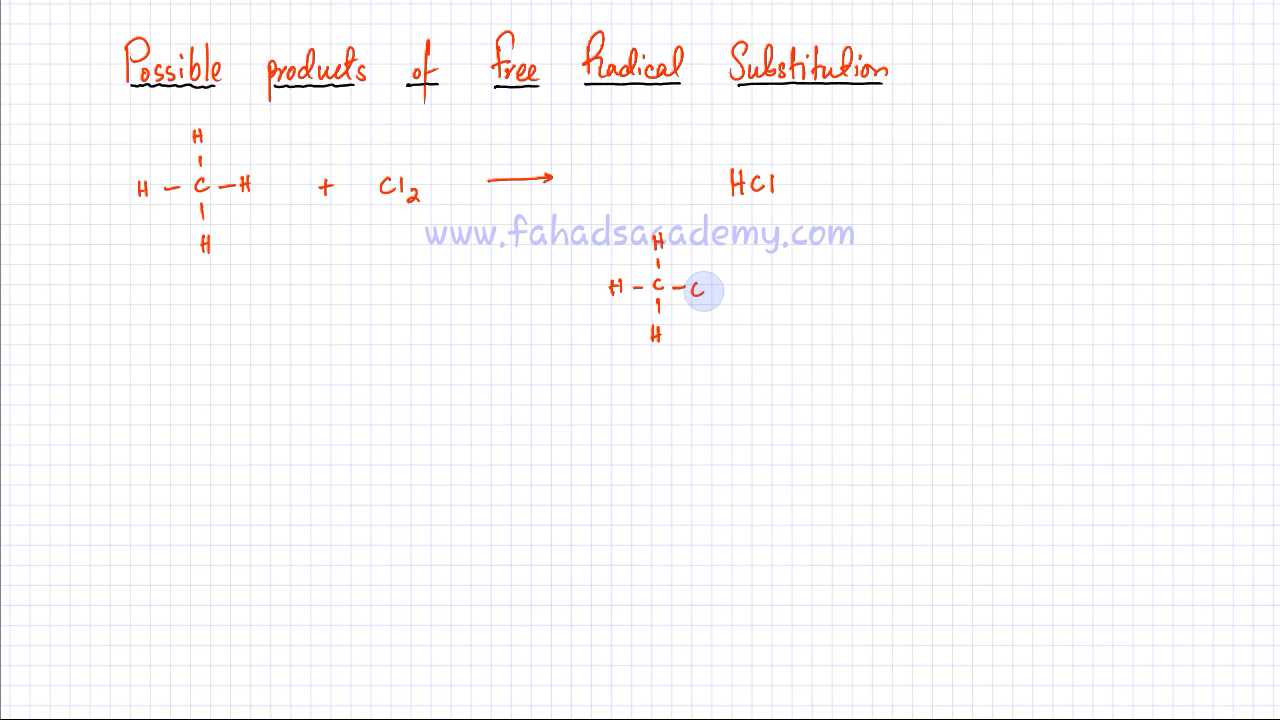 Possible products of Free Radical Substitution
H
H – C – H + Cl2 → HCl
H
www.fahadsacademy.com
H
H – C – C
H